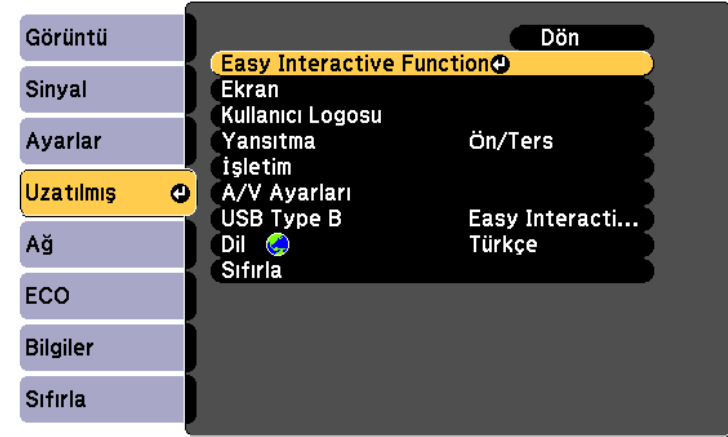 Görüntü
Sinyal
Ayarlar
Uzatılmış
Ağ
ECO
Bilgiler
Sıfırla
Dön
Easy Interactive Function
Ekran
Kullanıcı Logosu
Yansıtma Ön/Ters
İşletim
A/V Ayarları
USB Type B Easy Interacti...
Dil Türkçe
Sıfırla